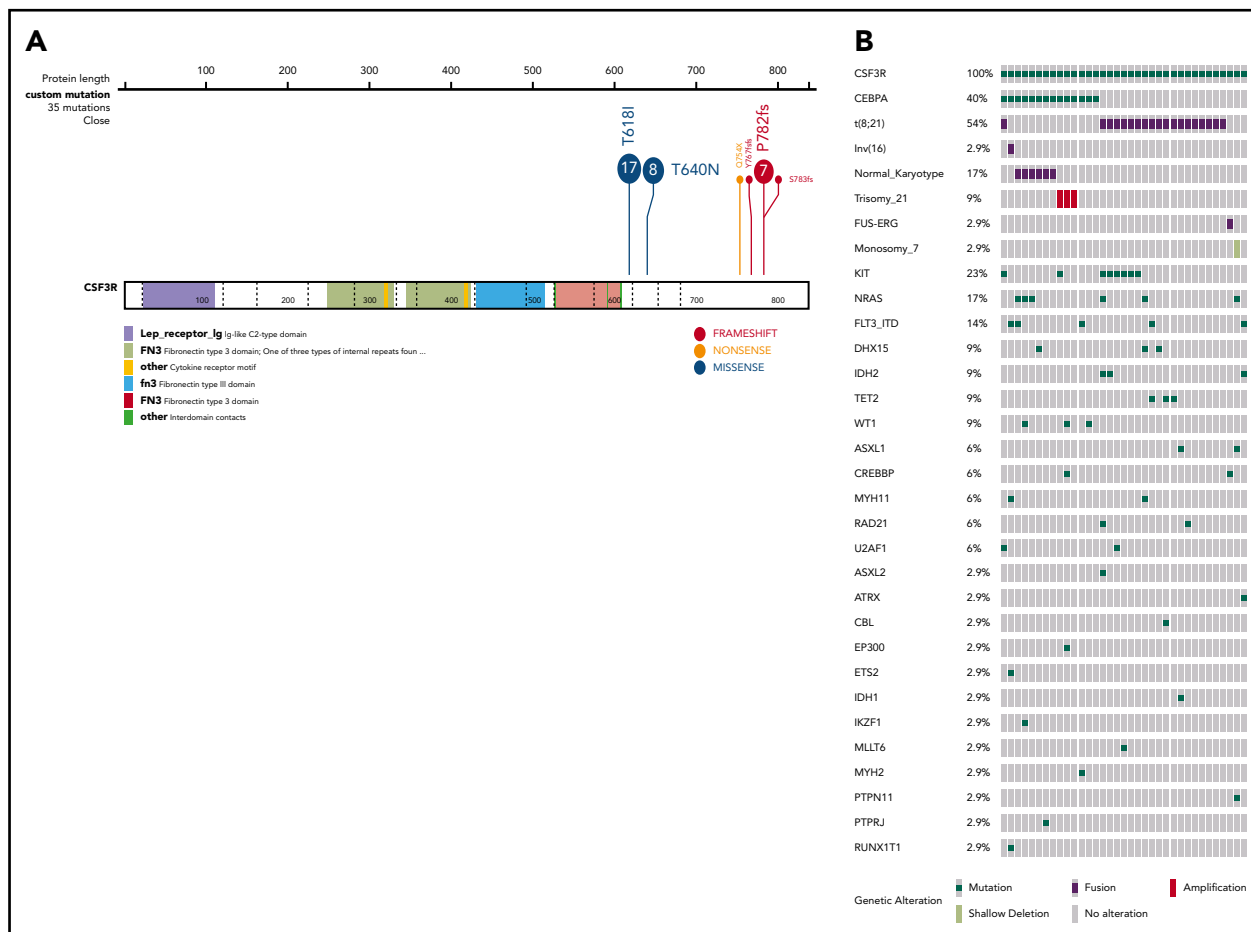 A
Protein length
100 200 300 400 500 600 700 800
custom mutation
35 mutations
Close
T618I
17
8
T640N
Q754X
Y767fsfs
P782fs
7
S783fs
CSF3R
100 200 300 400 500 600 700 800
Lep_receptor_Ig Ig-like C2-type domain
FN3 Fibronectin type 3 domain; One of three types of internal repeats foun ...
other Cytokine receptor motif
fn3 Fibronectin type III domain
FN3 Fibronectin type 3 domain
other Interdomain contacts
FRAMESHIFT
NONSENSE
MISSENSE
B
CSF3R 100%
CEBPA 40%
t(8;21) 54%
Inv(16) 2.9%
Normal_Karyotype 17%
Trisomy_21 9%
FUS-ERG 2.9%
Monosomy_7 2.9%
KIT 23%
NRAS 17%
FLT3_ITD 14%
DHX15 9%
IDH2 9%
TET2 9%
WT1 9%
ASXL1 6%
CREBBP 6%
MYH11 6%
RAD21 6%
U2AF1 6%
ASXL2 2.9%
ATRX 2.9%
CBL 2.9%
EP300 2.9%
ETS2 2.9%
IDH1 2.9%
IKZF1 2.9%
MLLT6 2.9%
MYH2 2.9%
PTPN11 2.9%
PTPRJ 2.9%
RUNX1T1 2.9%
Genetic Alteration
Mutation Fusion Amplification
Shallow Deletion No alteration